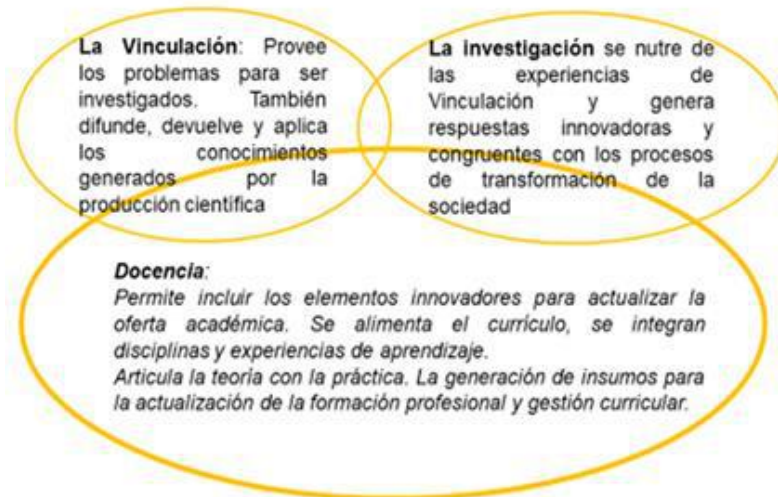 La Vinculación: Provee
los problemas para ser
investigados. También
difunde, devuelve y aplica
los conocimientos
generados por la
producción científica
La investigación se nutre de
las experiencias de
Vinculación y genera
respuestas innovadoras y
congruentes con los procesos
de transformación de la
sociedad
Docencia:
Permite incluir los elementos innovadores para actualizar la
oferta académica. Se alimenta el currículo, se integran
disciplinas y experiencias de aprendizaje.
Articula la teoría con la práctica. La generación de insumos para
la actualización de la formación profesional y gestión curricular.